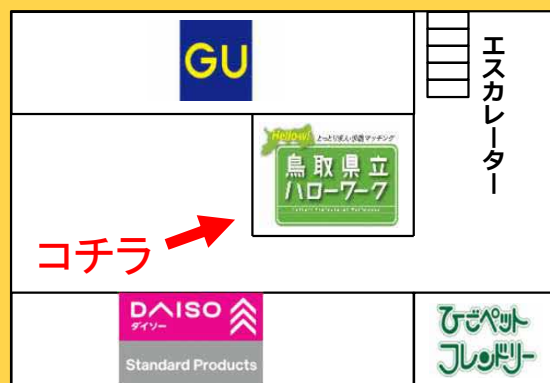 GU
エスカレーター
Hellow!
とっとり求人・求職マッチング
鳥取県立
ハローワーク
コチラ
DAISO
ダイソー
Standard Products
ひごペット
フレンドリー